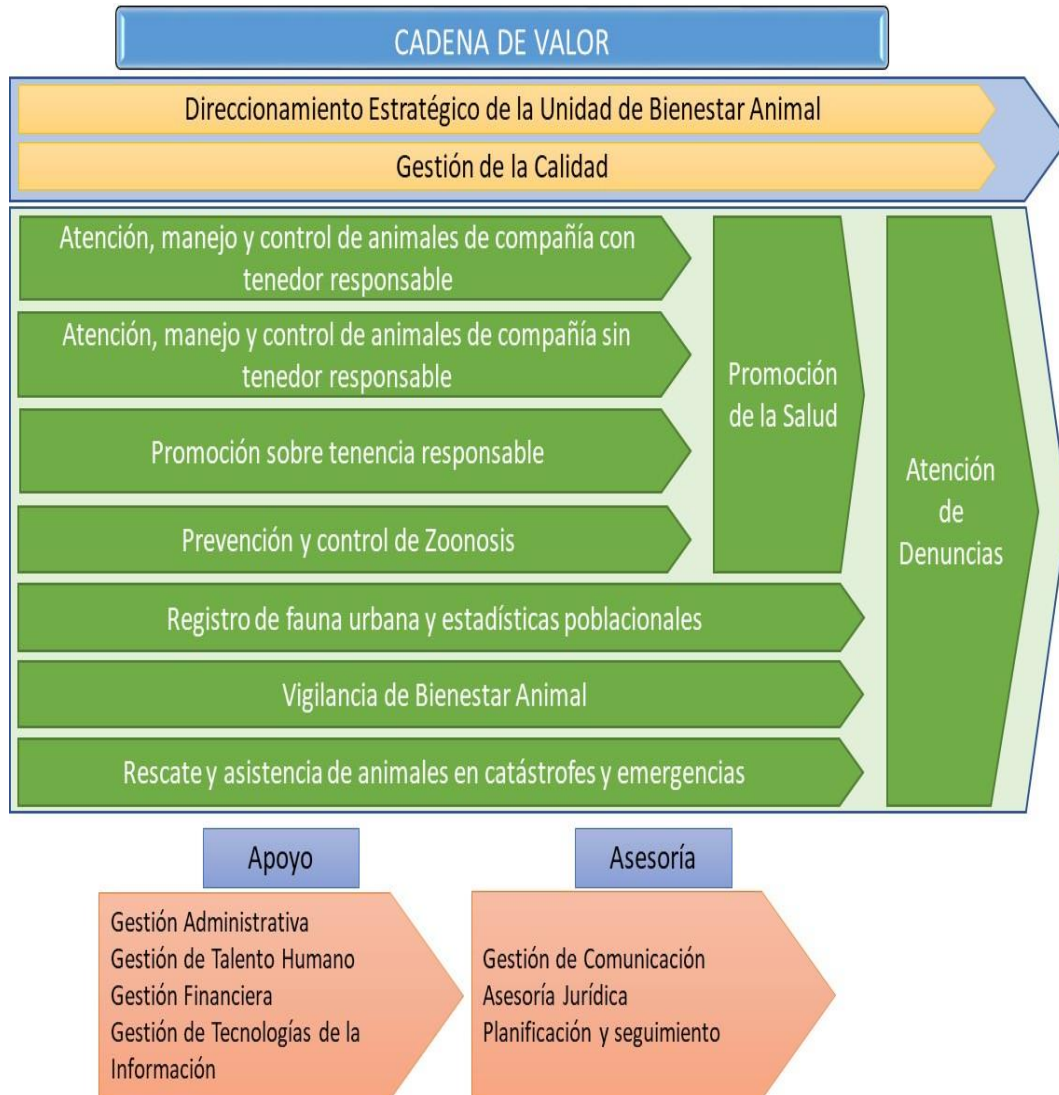 CADENA DE VALOR
Direccionamiento Estratégico de la Unidad de Bienestar Animal
Gestión de la Calidad
Atención, manejo y control de animales de compañía con
tenedor responsable
Atención, manejo y control de animales de compañía sin
tenedor responsable
Promoción sobre tenencia responsable
Prevención y control de Zoonosis
Promoción
de la Salud
Registro de fauna urbana y estadísticas poblacionales
Vigilancia de Bienestar Animal
Rescate y asistencia de animales en catástrofes y emergencias
Atención
de
Denuncias
Apoyo
Gestión Administrativa
Gestión de Talento Humano
Gestión Financiera
Gestión de Tecnologías de la
Información
Asesoría
Gestión de Comunicación
Asesoría Jurídica
Planificación y seguimiento